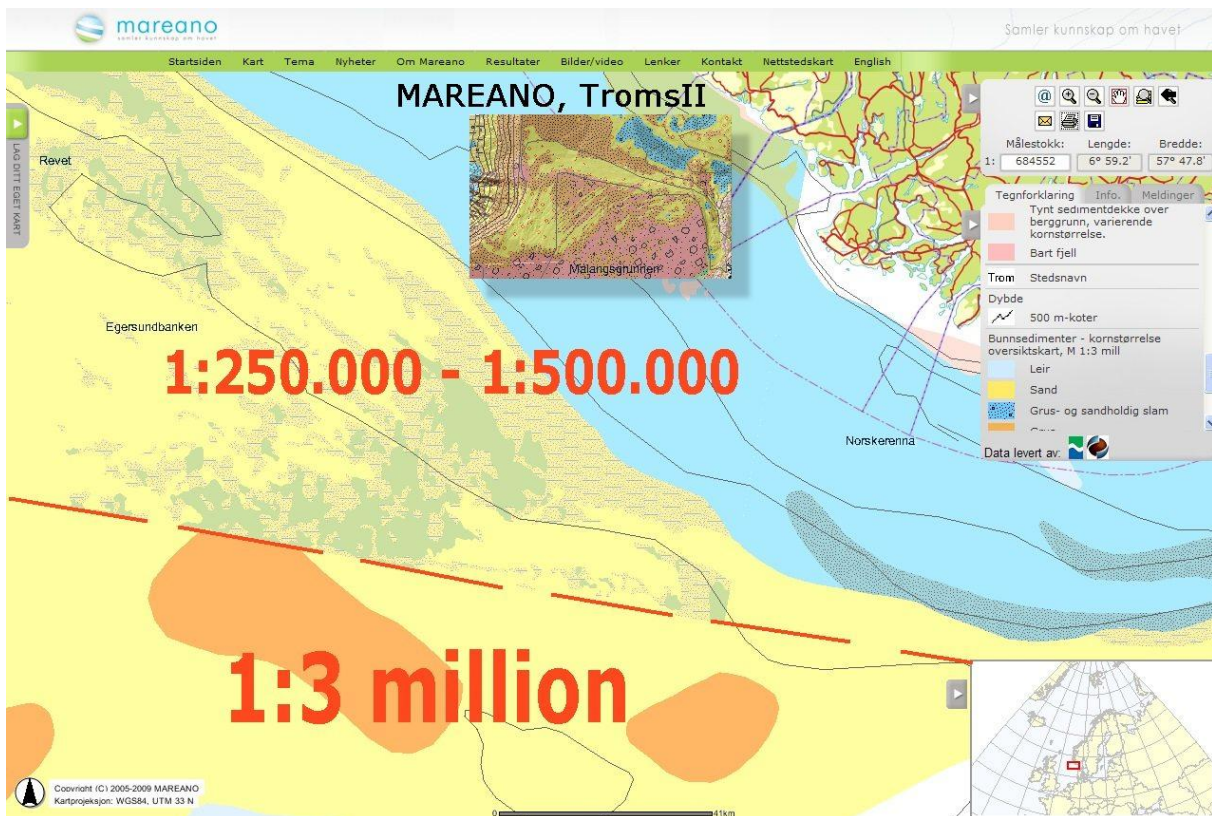 mareano
samler kunnskap om havet
Samler kunnskap om havet
Startsiden Kart Tema Nyheter Om Mareano Resultater Bilder/video Lenker Kontakt Nettstedskart English
MAREANO, TromsII
Malangsgrunnen
LAG DITT EGET KART
Revet
Egersundbanken
1:250.000 - 1:500.000
Norskerenna
1:3 million
Målestokk: Lengde: Bredde:
1: 684552 6° 59.2' 57° 47.8'
Tegnforklaring Info. Meldinger
Tynt sedimentdekke over
berggrunn, varierende
kornstørrelse.
Bart fjell
Trom Stedsnavn
Dybde
500 m-koter
Bunnsedimenter - kornstørrelse
oversiktskart, M 1:3 mill
Leir
Sand
Grus- og sandholdig slam
Grus
Data levert av:
Copyright (C) 2005-2009 MAREANO
Kartprojeksjon: WGS84, UTM 33 N
0 41km